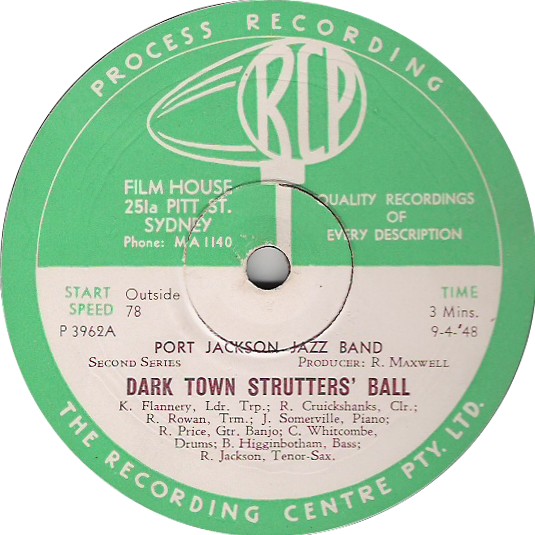 PROCESS RECORDING
RCP
FILM HOUSE
251a PITT ST.
SYDNEY
Phone: MA1140
QUALITY RECORDINGS
OF
EVERY DESCRIPTION
START Outside
SPEED 78
P 3962A
TIME
3 Mins.
9-4-'48
PORT JACKSON JAZZ BAND
SECOND SERIES PRODUCER: R. MAXWELL
DARK TOWN STRUTTERS' BALL
K. Flannery, Ldr. Trp.; R. Cruickshanks, Clr.;
R. Rowan, Trm.; J. Somerville, Piano;
R. Price, Gtr. Banjo; C. Whitcombe,
Drums; B. Higginbotham, Bass;
R. Jackson, Tenor-Sax.
THE RECORDING CENTRE PTY. LTD.